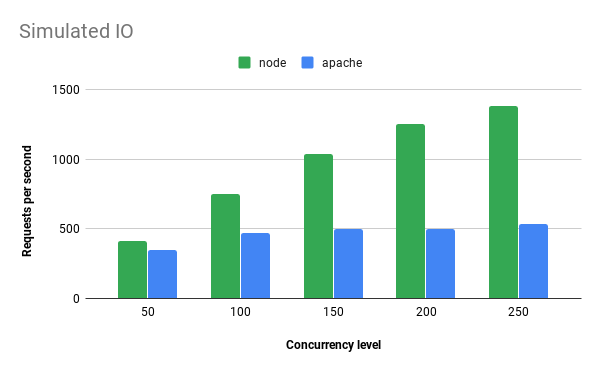 Simulated IO
node apache
1500
1000
500
0
Requests per second
50 100 150 200 250
Concurrency level